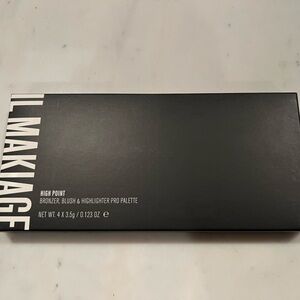 IL MAKIAGE
HIGH POINT
BRONZER, BLUSH & HIGHLIGHTER PRO PALETTE
NET WT. 4 X 3.5g / 0.123 OZ ℮